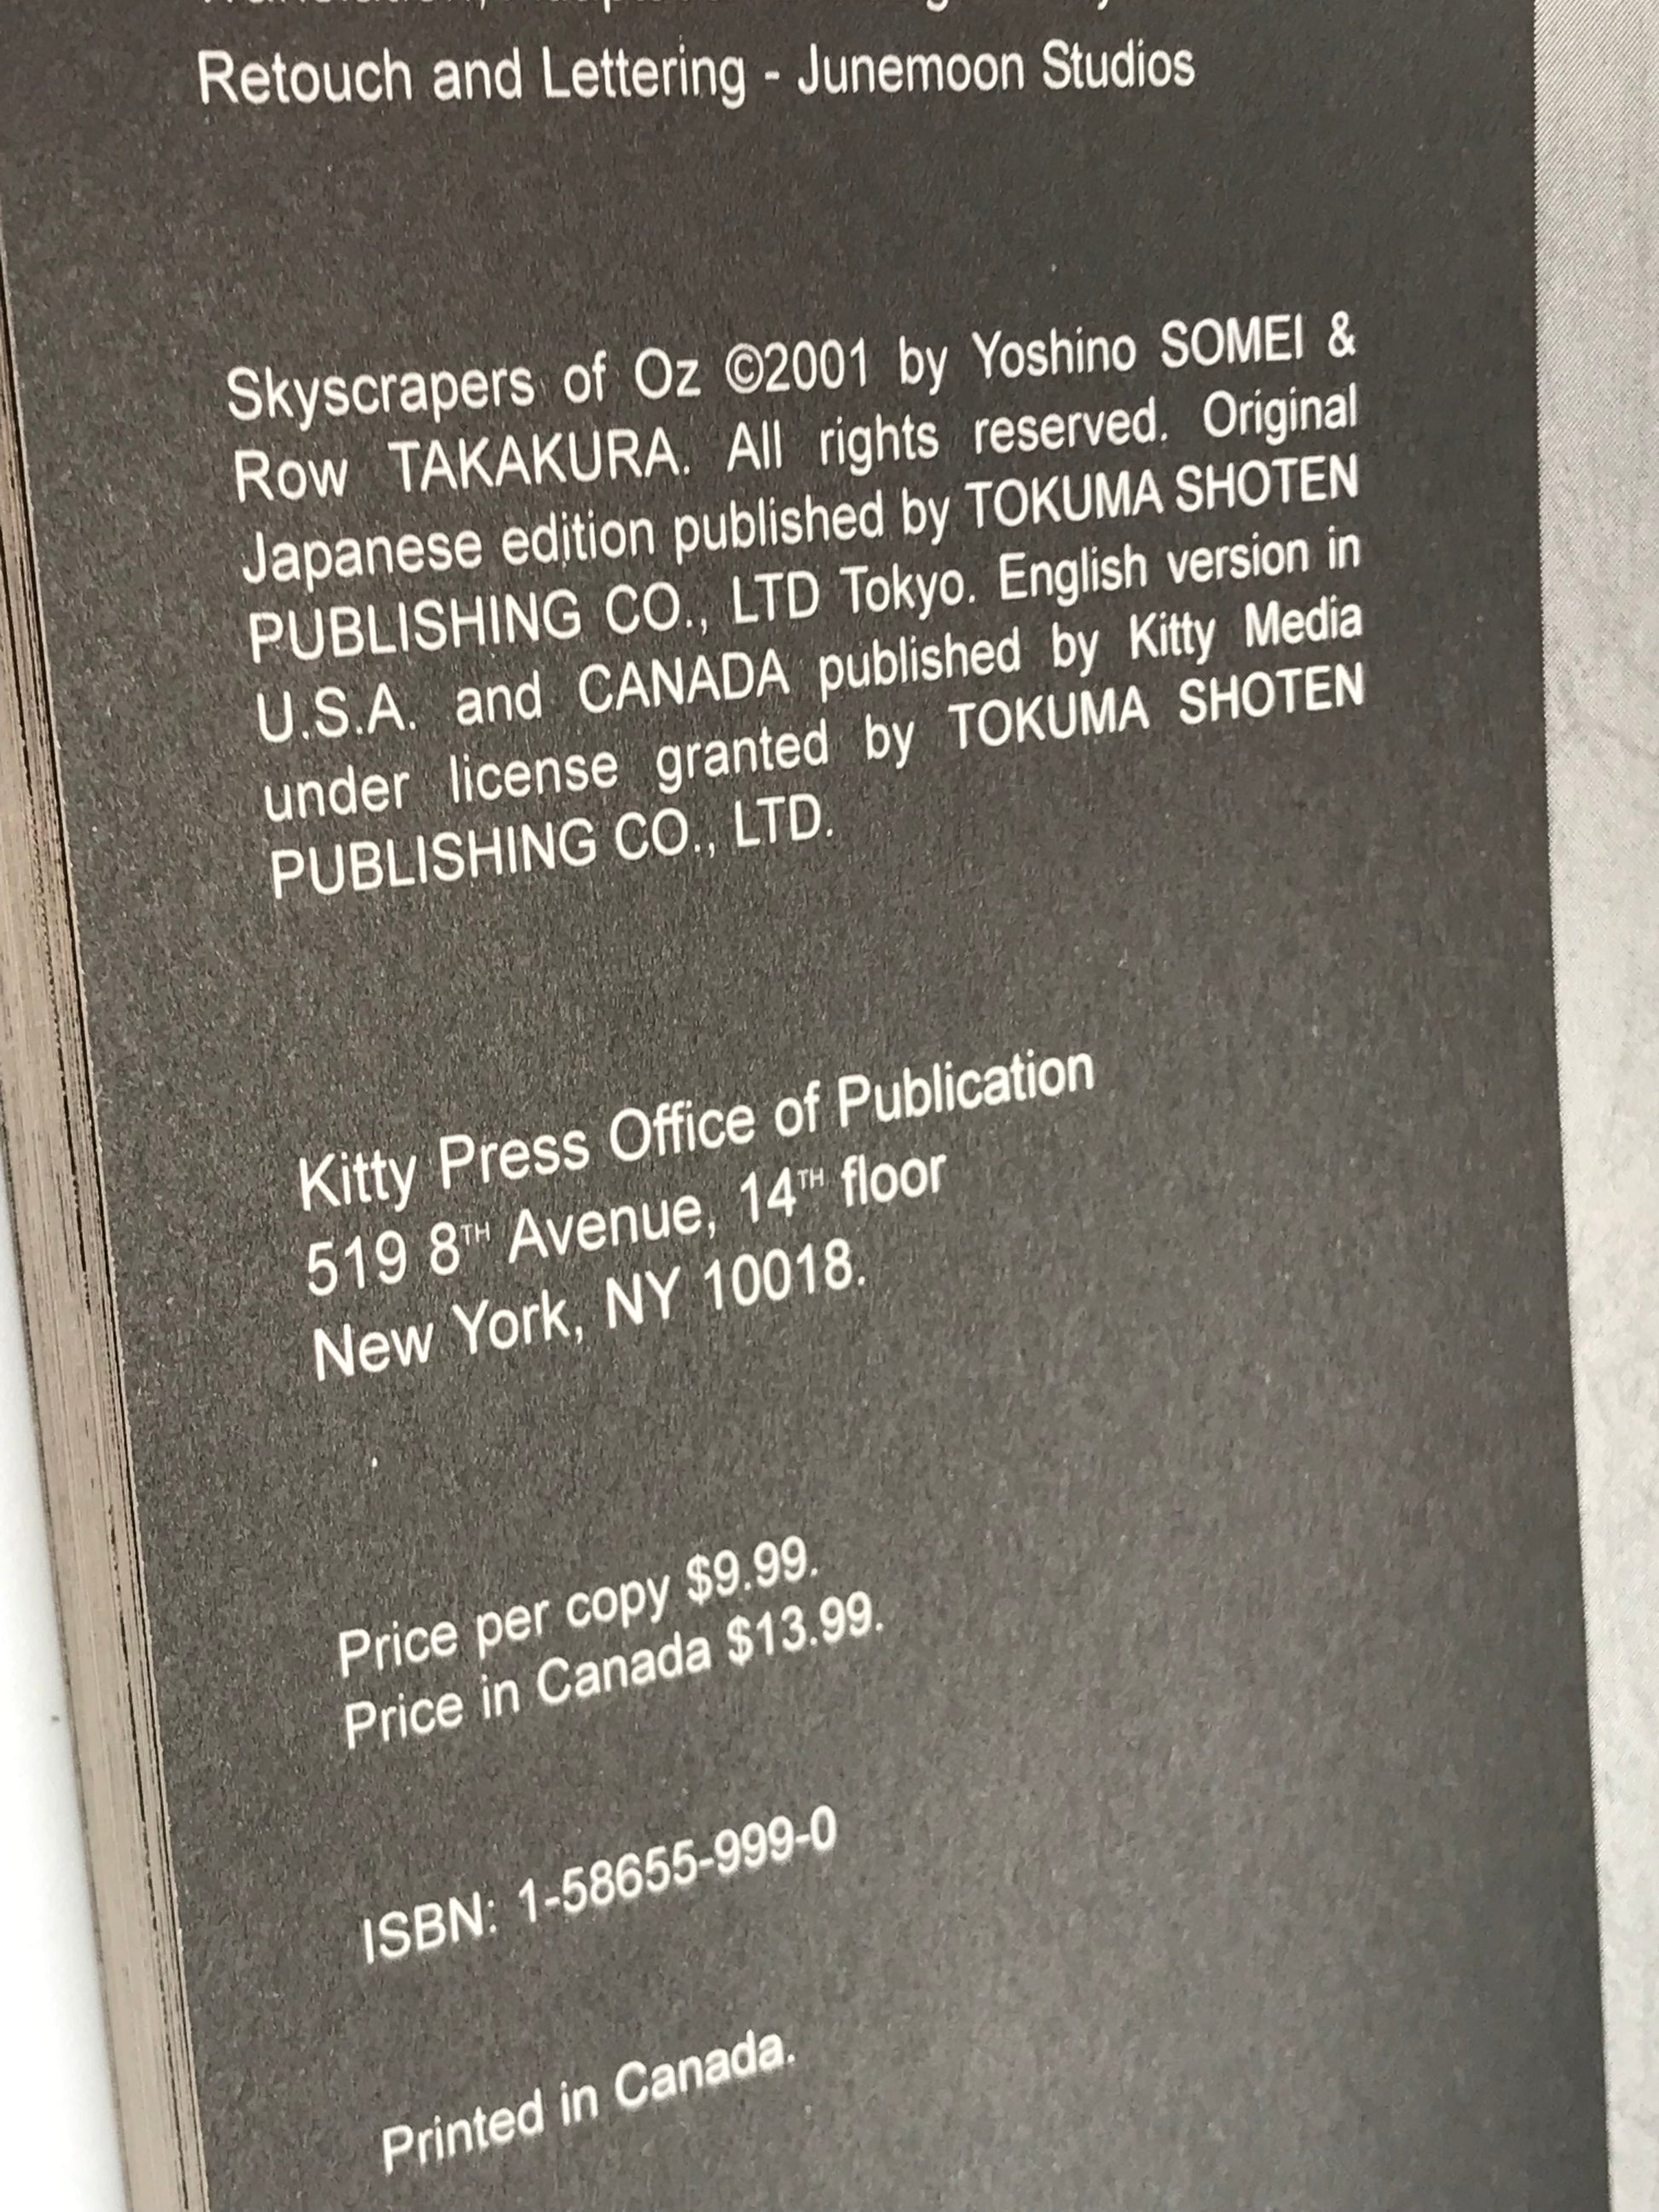 Retouch and Lettering - Junemoon Studios
Skyscrapers of Oz ©2001 by Yoshino SOMEI &
Row TAKAKURA. All rights reserved. Original
Japanese edition published by TOKUMA SHOTEN
PUBLISHING CO., LTD Tokyo. English version in
U.S.A. and CANADA published by Kitty Media
under license granted by TOKUMA SHOTEN
PUBLISHING CO., LTD.
Kitty Press Office of Publication
519 8TH Avenue, 14TH floor
New York, NY 10018.
Price per copy $9.99.
Price in Canada $13.99.
ISBN: 1-58655-999-0
Printed in Canada.